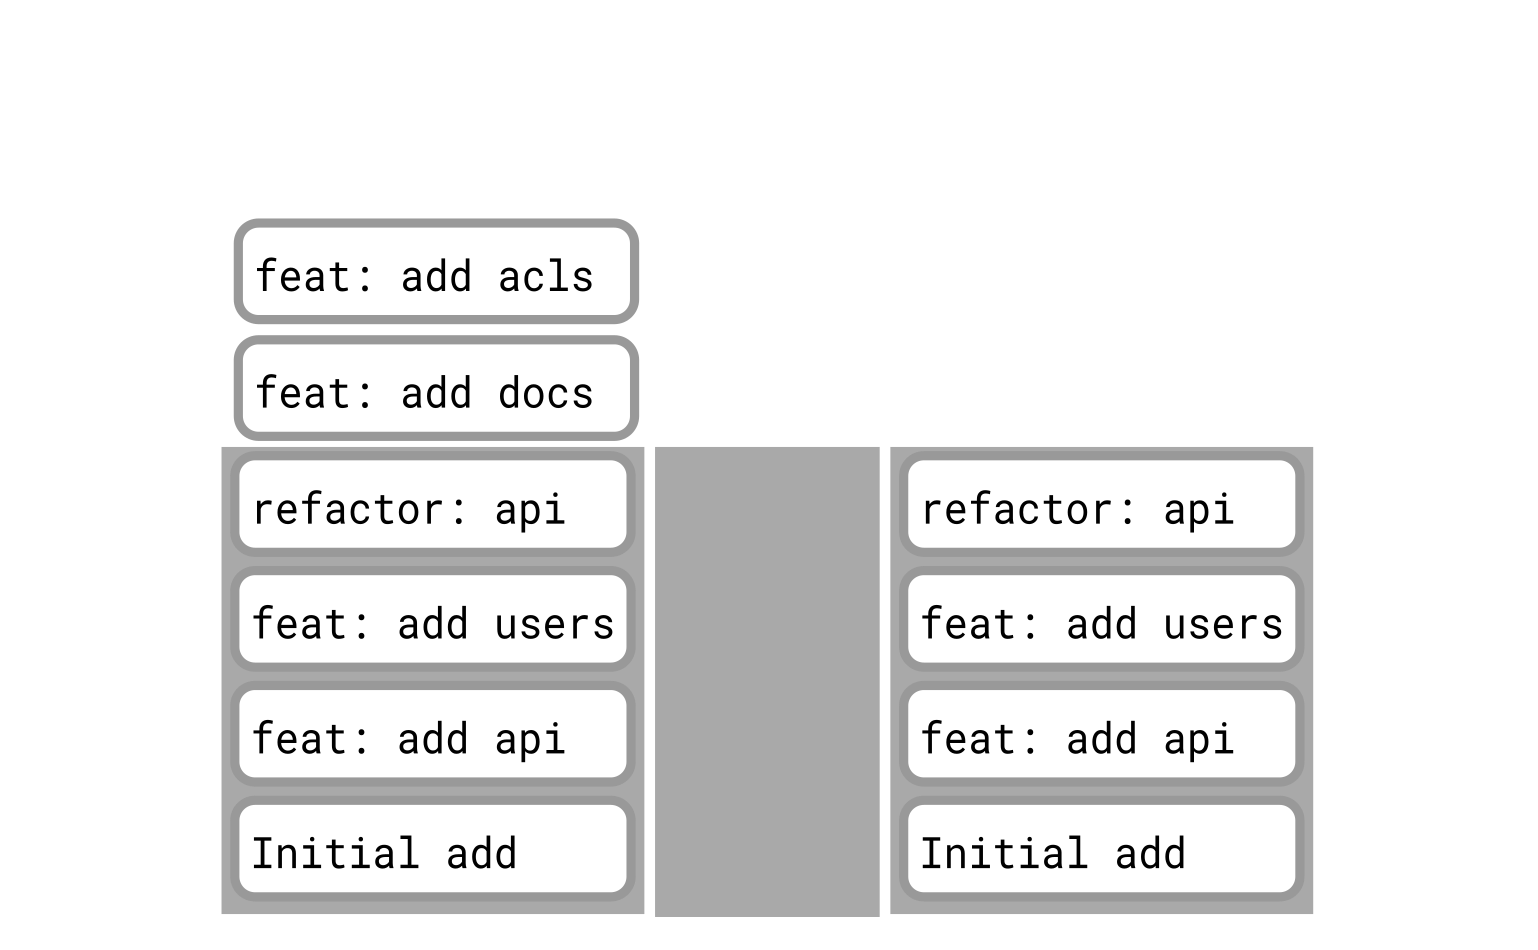 feat: add acls
feat: add docs
refactor: api
feat: add users
feat: add api
Initial add
refactor: api
feat: add users
feat: add api
Initial add